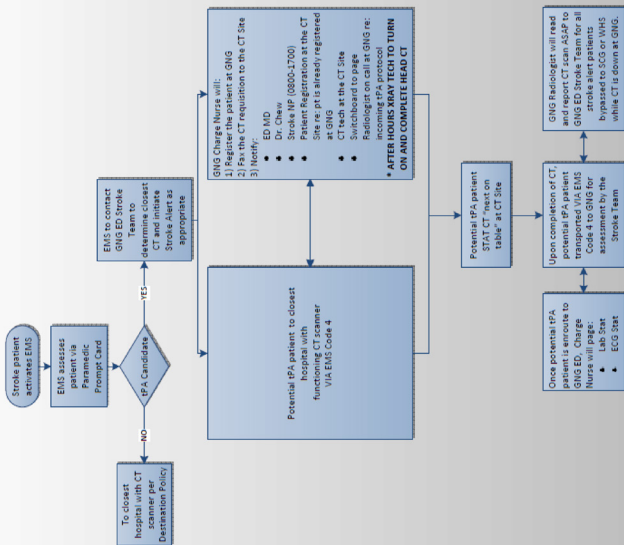 Stroke patient
activates EMS
EMS assesses
patient via
Paramedic
Prompt Card
tPA Candidate
NO
YES
To closest
hospital with CT
scanner per
Destination Policy
EMS to contact
GNG ED Stroke
Team to
determine closest
CT and initiate
Stroke Alert as
appropriate
Potential tPA patient to closest
hospital with
functioning CT scanner
VIA EMS Code 4
GNG Charge Nurse will:
1) Register the patient at GNG
2) Fax the CT requisition to the CT Site
3) Notify:
ED MD
Dr. Chew
Stroke NP (0800-1700)
Patient Registration at the CT
Site re: pt is already registered
at GNG
CT tech at the CT Site
Switchboard to page
Radiologist on call at GNG re:
incoming tPA protocol
* AFTER HOURS XRAY TECH TO TURN
ON AND COMPLETE HEAD CT
Potential tPA patient
STAT CT "next on
table" at CT Site
Once potential tPA
patient is enroute to
GNG ED, Charge
Nurse will page:
Lab Stat
ECG Stat
Upon completion of CT,
potential tPA patient
transported VIA EMS
Code 4 to GNG for
assessment by the
Stroke Team
GNG Radiologist will read
and report CT scan ASAP to
GNG ED Stroke Team for all
stroke alert patients
bypassed to SCG or WHS
while CT is down at GNG.